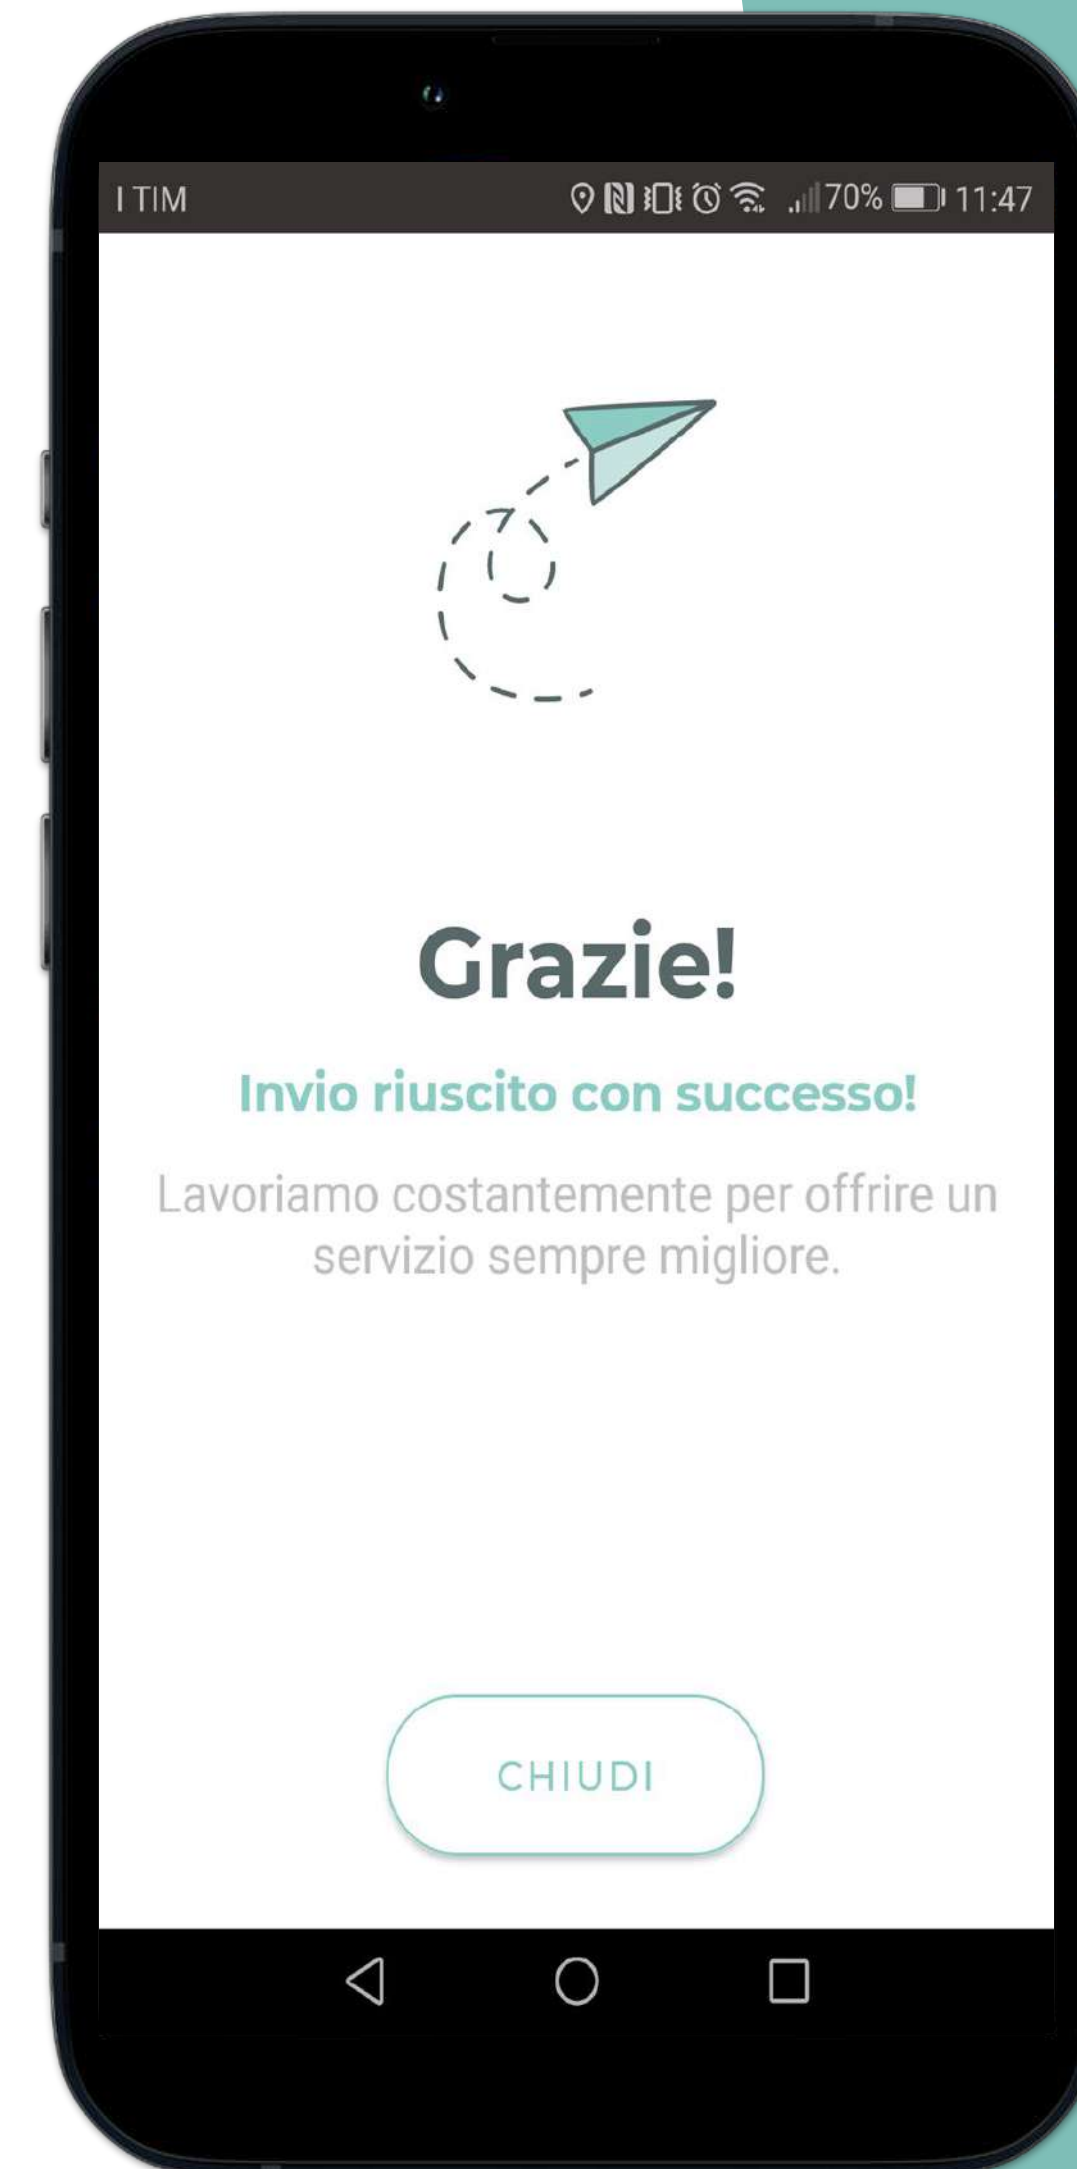 I TIM 70% 11:47
Grazie!
Invio riuscito con successo!
Lavoriamo costantemente per offrire un
servizio sempre migliore.
CHIUDI